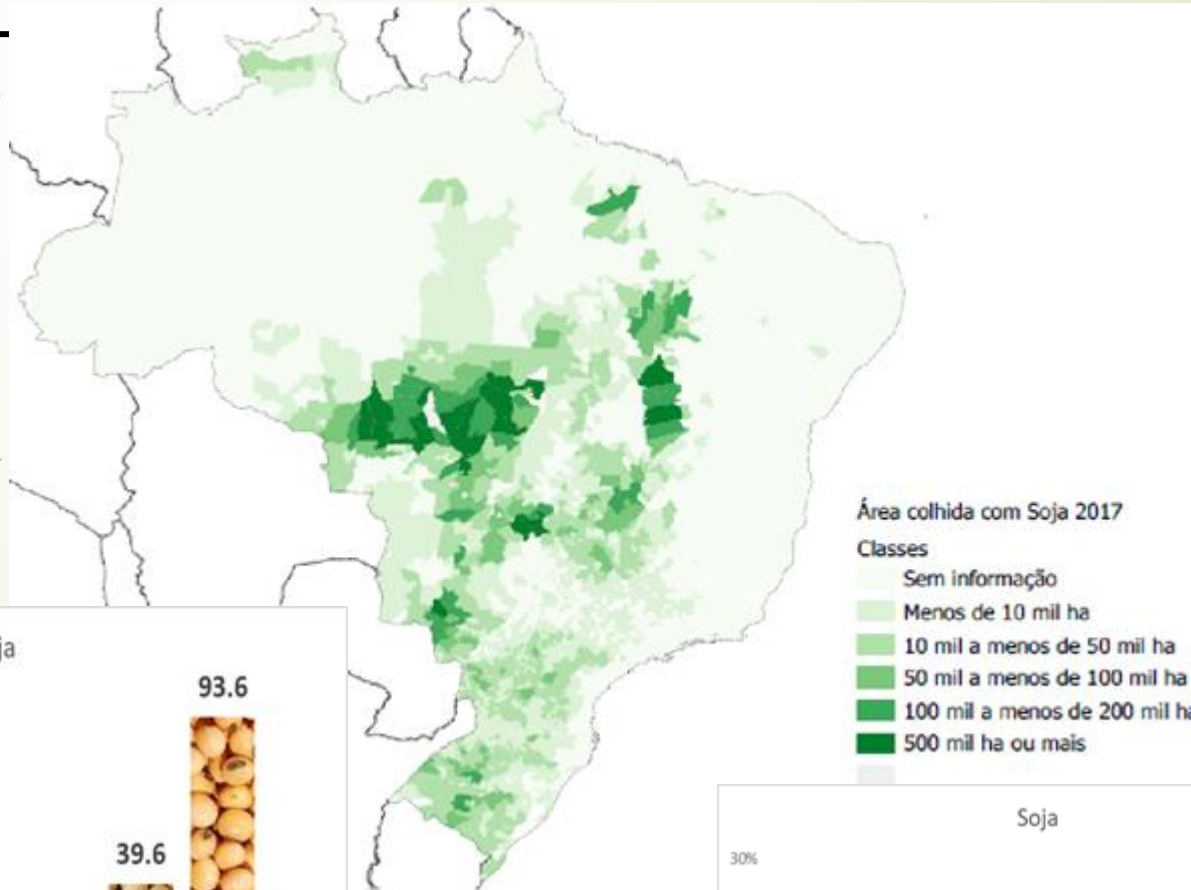 Área colhida com Soja 2017
Classes
Sem informação
Menos de 10 mil ha
10 mil a menos de 50 mil ha
50 mil a menos de 100 mil ha
100 mil a menos de 200 mil ha
500 mil ha ou mais
ja
93.6
39.6
Soja
30%